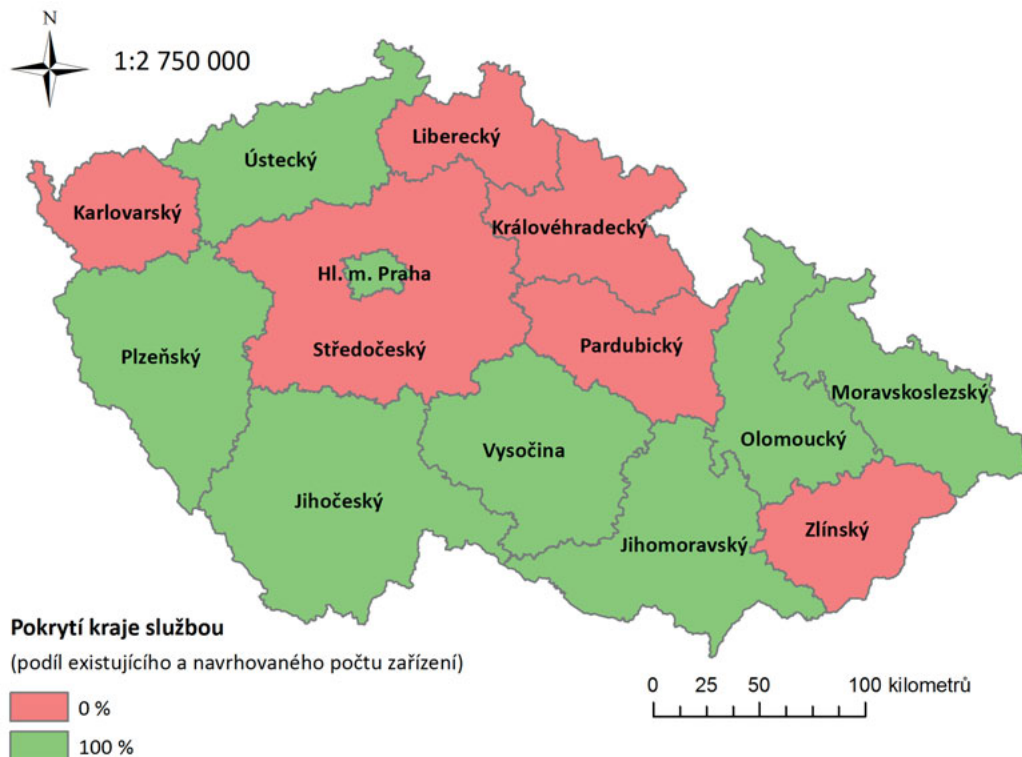 N
1:2 750 000
Liberecký
Ústecký
Karlovarský
Královéhradecký
Hl. m. Praha
Plzeňský
Středočeský
Pardubický
Moravskoslezský
Olomoucký
Vysočina
Jihočeský
Zlínský
Jihomoravský
Pokrytí kraje službou
(podíl existujícího a navrhovaného počtu zařízení)
0 %
100 %
0 25 50 100 kilometrů